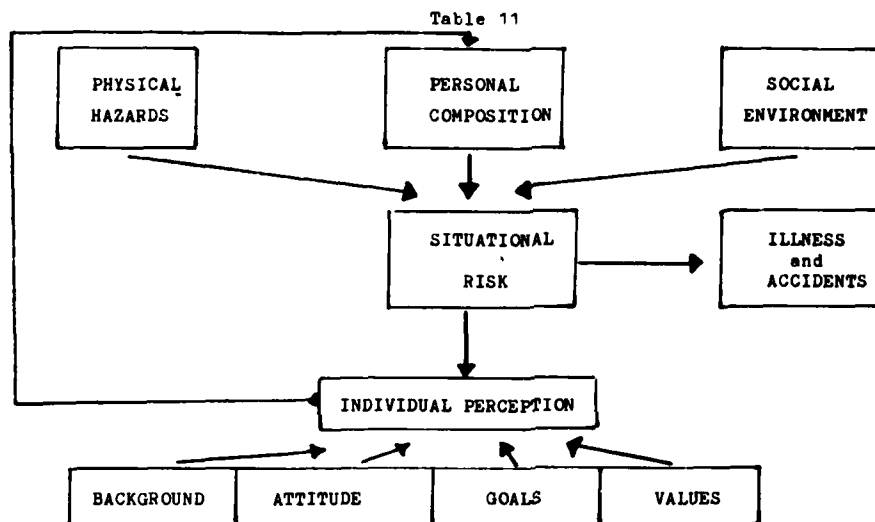 Table 11
PHYSICAL
HAZARDS
PERSONAL
COMPOSITION
SOCIAL
ENVIRONMENT
SITUATIONAL
RISK
ILLNESS
and
ACCIDENTS
INDIVIDUAL PERCEPTION
BACKGROUND
ATTITUDE
GOALS
VALUES